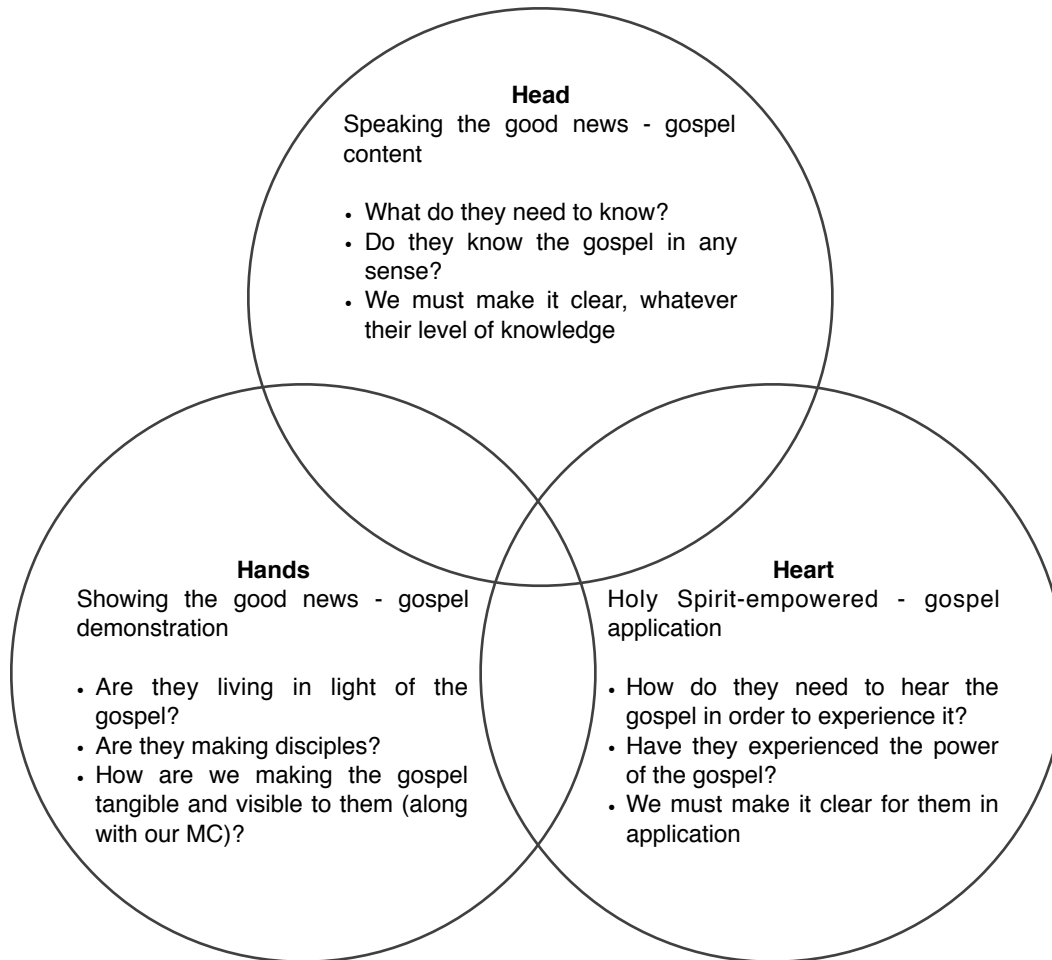 Head
Speaking the good news - gospel
content
• What do they need to know?
• Do they know the gospel in any
sense?
• We must make it clear, whatever
their level of knowledge
Hands
Showing the good news - gospel
demonstration
• Are they living in light of the
gospel?
• Are they making disciples?
• How are we making the gospel
tangible and visible to them (along
with our MC)?
Heart
Holy Spirit-empowered - gospel
application
• How do they need to hear the
gospel in order to experience it?
• Have they experienced the power
of the gospel?
• We must make it clear for them in
application